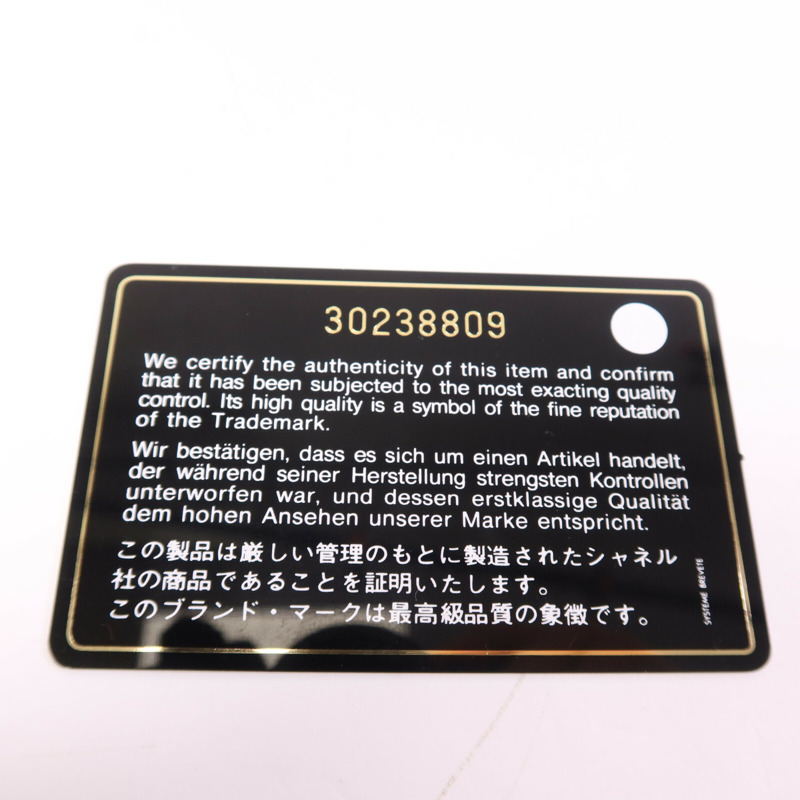 30238809
We certify the authenticity of this item and confirm
that it has been subjected to the most exacting quality
control. Its high quality is a symbol of the fine reputation
of the Trademark.
Wir bestätigen, dass es sich um einen Artikel handelt,
der während seiner Herstellung strengsten Kontrollen
unterworfen war, und dessen erstklassige Qualität
dem hohen Ansehen unserer Marke entspricht.
この製品は厳しい管理のもとに製造されたシャネル
社の商品であることを証明いたします。
このブランド・マークは最高級品質の象徴です。
SYSTEME BREVETE